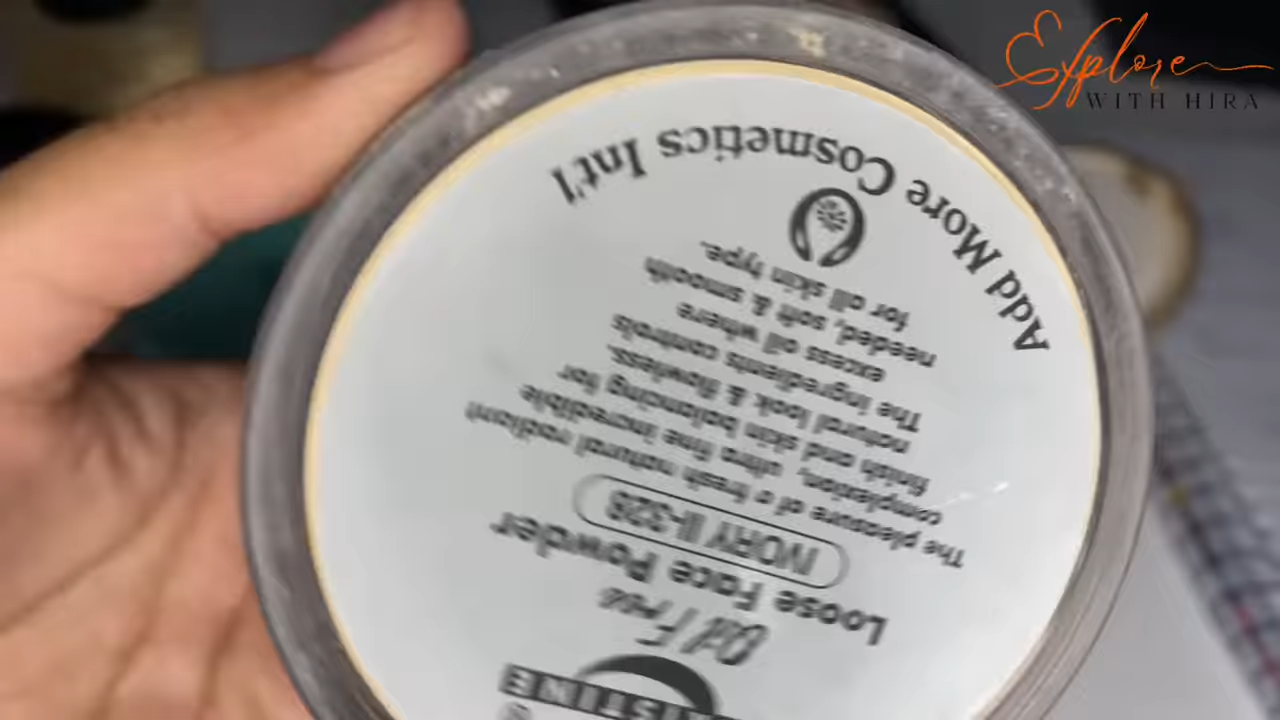 Explore
WITH HIRA
Oil Free
Loose Face Powder
IVORY II-328
The pleasure of a fresh natural radiant
complexion, ultra fine incredible
finish and skin balancing for
natural look & flawless.
The ingredients controls
excess oil where
needed, soft & smooth
for all skin type.
Add More Cosmetics Int'l